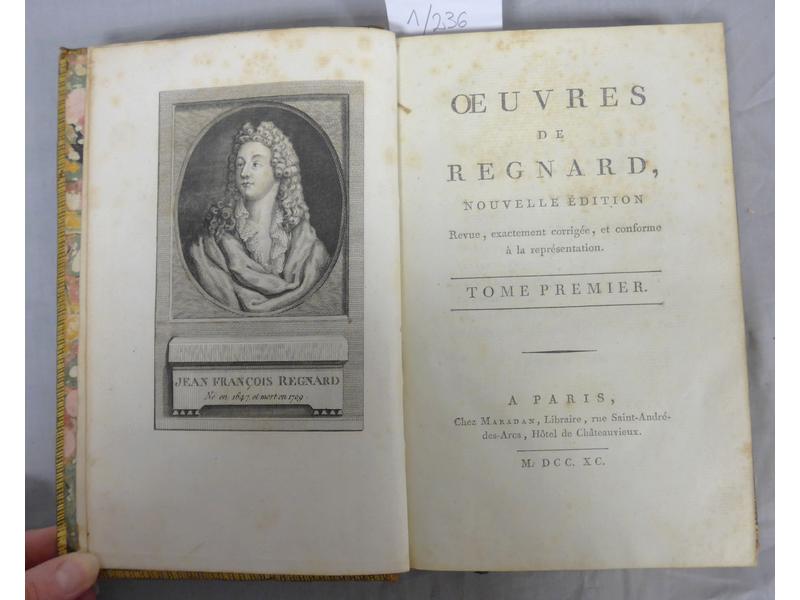 1/236
JEAN FRANÇOIS REGNARD
Né en 1647 et mort en 1709
ŒUVRES
DE
REGNARD,
NOUVELLE ÉDITION
Revue, exactement corrigée, et conforme
à la représentation.
TOME PREMIER.
A PARIS,
Chez MARADAN, Libraire, rue Saint-André-
des-Arcs, Hôtel de Châteauvieux.
M. DCC. XC.